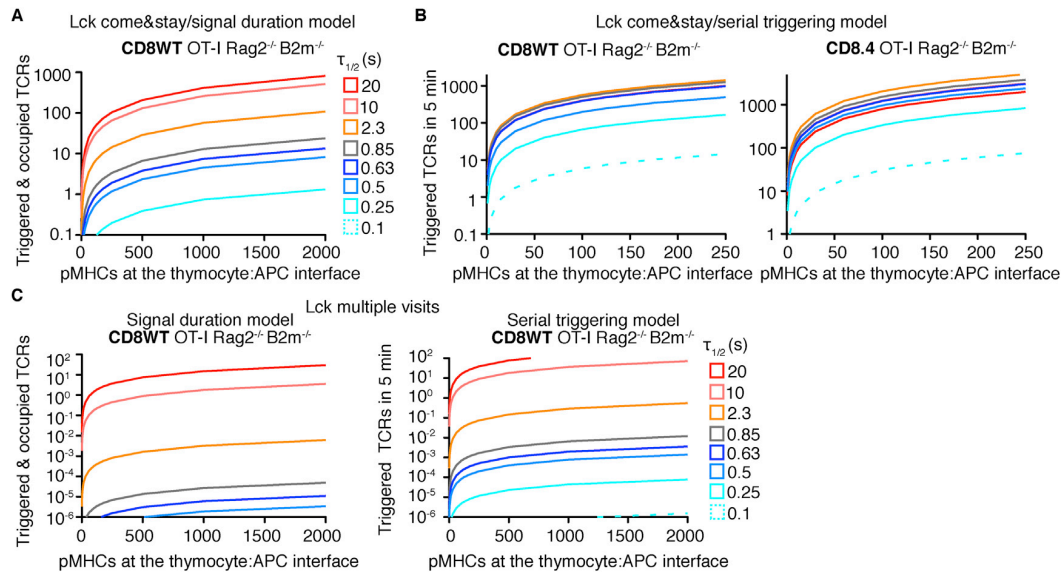 A
Lck come&stay/signal duration model
CD8WT OT-I Rag2-/- B2m-/-
Triggered & occupied TCRs
1000
100
10
1
0.1
0 500 1000 1500 2000
pMHCs at the thymocyte:APC interface
τ1/2 (s)
20
10
2.3
0.85
0.63
0.5
0.25
0.1
B
Lck come&stay/serial triggering model
CD8WT OT-I Rag2-/- B2m-/-
Triggered TCRs in 5 min
1000
100
10
1
0.1
0 50 100 150 200 250
pMHCs at the thymocyte:APC interface
CD8.4 OT-I Rag2-/- B2m-/-
1000
100
10
1
0 50 100 150 200 250
pMHCs at the thymocyte:APC interface
C
Lck multiple visits
Signal duration model
CD8WT OT-I Rag2-/- B2m-/-
Triggered & occupied TCRs
10²
10¹
10⁰
10⁻¹
10⁻²
10⁻³
10⁻⁴
10⁻⁵
10⁻⁶
0 500 1000 1500 2000
pMHCs at the thymocyte:APC interface
Serial triggering model
CD8WT OT-I Rag2-/- B2m-/-
Triggered TCRs in 5 min
10²
10¹
10⁰
10⁻¹
10⁻²
10⁻³
10⁻⁴
10⁻⁵
10⁻⁶
0 500 1000 1500 2000
pMHCs at the thymocyte:APC interface
τ1/2 (s)
20
10
2.3
0.85
0.63
0.5
0.25
0.1